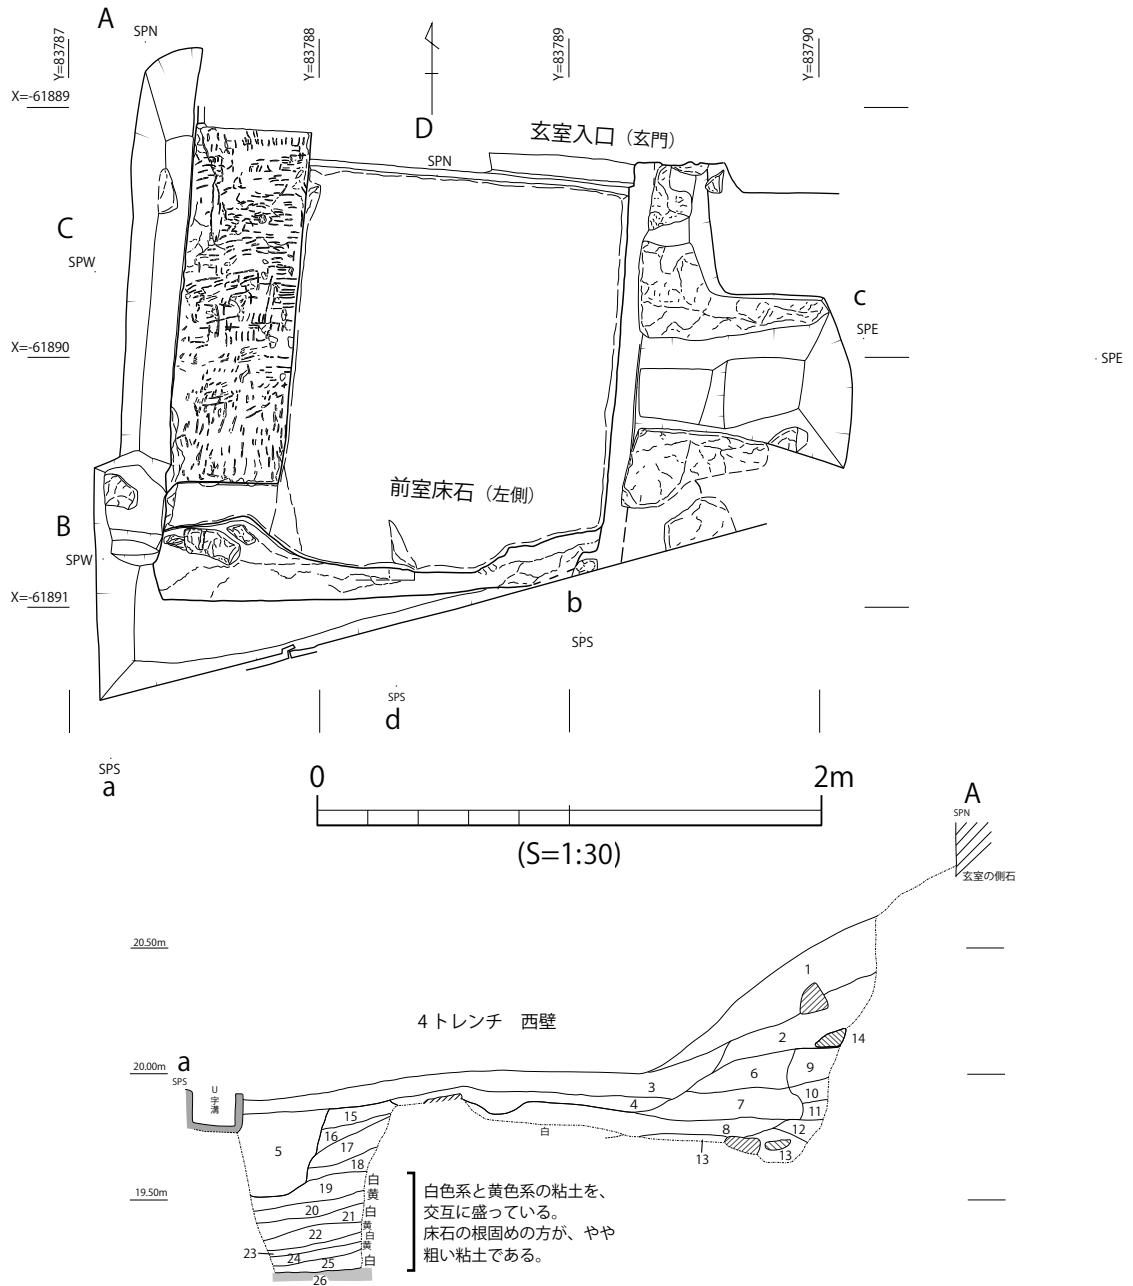 A
SPN
Y=83787
Y=83788
Y=83789
Y=83790
X=-61889
D
玄室入口（玄門）
SPN
C
SPW
c
SPE
X=-61890
SPE
前室床石（左側）
B
SPW
X=-61891
b
SPS
SPS
d
SPS
a
0
2m
(S=1:30)
A
SPN
玄室の側石
20.50m
1
4トレンチ　西壁
2
14
20.00m
a
SPS
U字溝
3
6
9
4
7
10
11
15
16
17
18
5
白
8
12
13
13
19.50m
19
20
21
22
23
24
25
26
白
黄
白
黄
白
黄
白
白色系と黄色系の粘土を、
交互に盛っている。
床石の根固めの方が、やや
粗い粘土である。